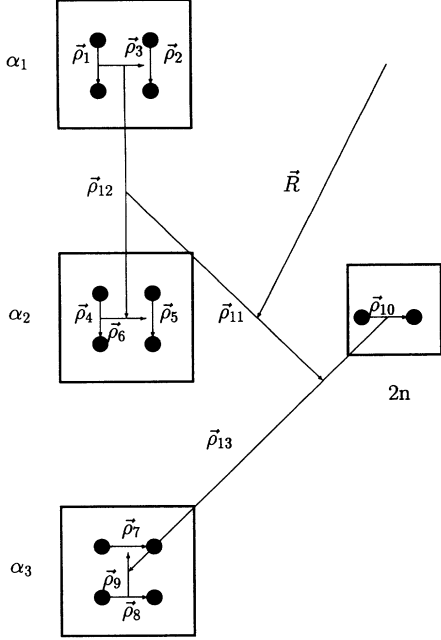 α₁
ρ⃗₁ ρ⃗₃ ρ⃗₂
ρ⃗₁₂
R⃗
α₂
ρ⃗₄ ρ⃗₅
ρ⃗₆
ρ⃗₁₁
ρ⃗₁₀
2n
ρ⃗₁₃
α₃
ρ⃗₇
ρ⃗₉
ρ⃗₈